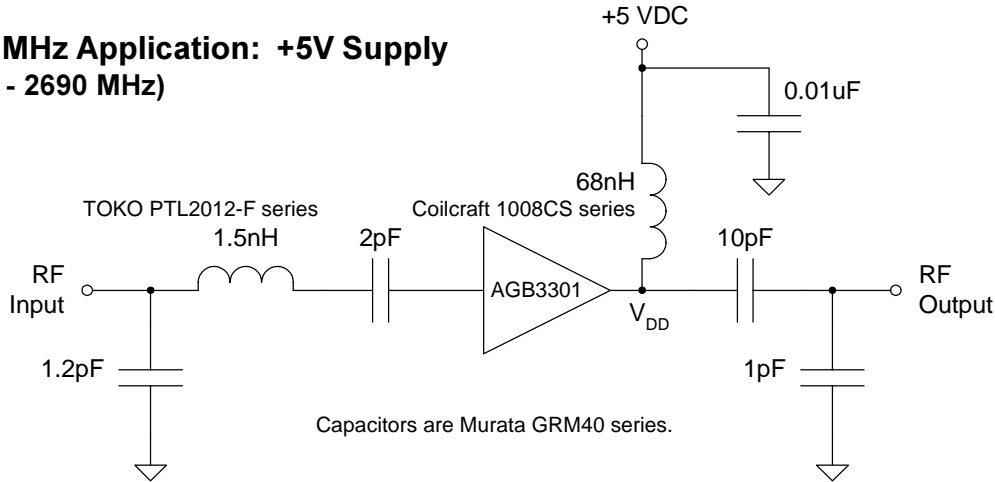 MHz Application: +5V Supply
- 2690 MHz)
+5 VDC
0.01uF
68nH
TOKO PTL2012-F series
Coilcraft 1008CS series
1.5nH
2pF
10pF
RF
Input
AGB3301
VDD
RF
Output
1.2pF
1pF
Capacitors are Murata GRM40 series.